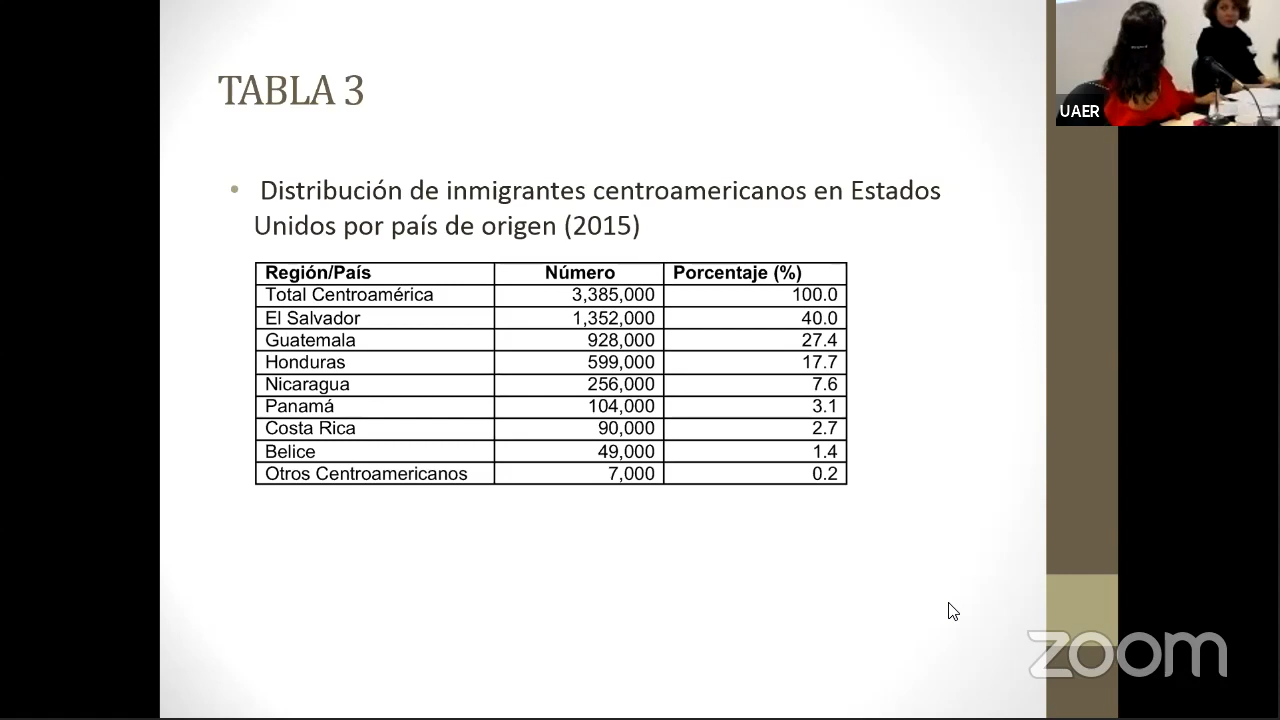 TABLA 3
• Distribución de inmigrantes centroamericanos en Estados
Unidos por país de origen (2015)
Región/País Número Porcentaje (%)
Total Centroamérica 3,385,000 100.0
El Salvador 1,352,000 40.0
Guatemala 928,000 27.4
Honduras 599,000 17.7
Nicaragua 256,000 7.6
Panamá 104,000 3.1
Costa Rica 90,000 2.7
Belice 49,000 1.4
Otros Centroamericanos 7,000 0.2
UAER
zoom